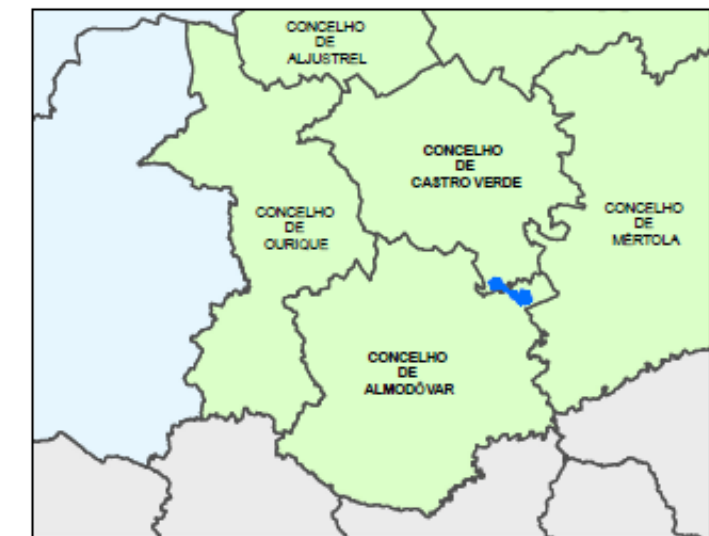 CONCELHO
DE
ALJUSTREL
CONCELHO
DE
CASTRO VERDE
CONCELHO
DE
OURIQUE
CONCELHO
DE
MÉRTOLA
CONCELHO
DE
ALMODÔVAR